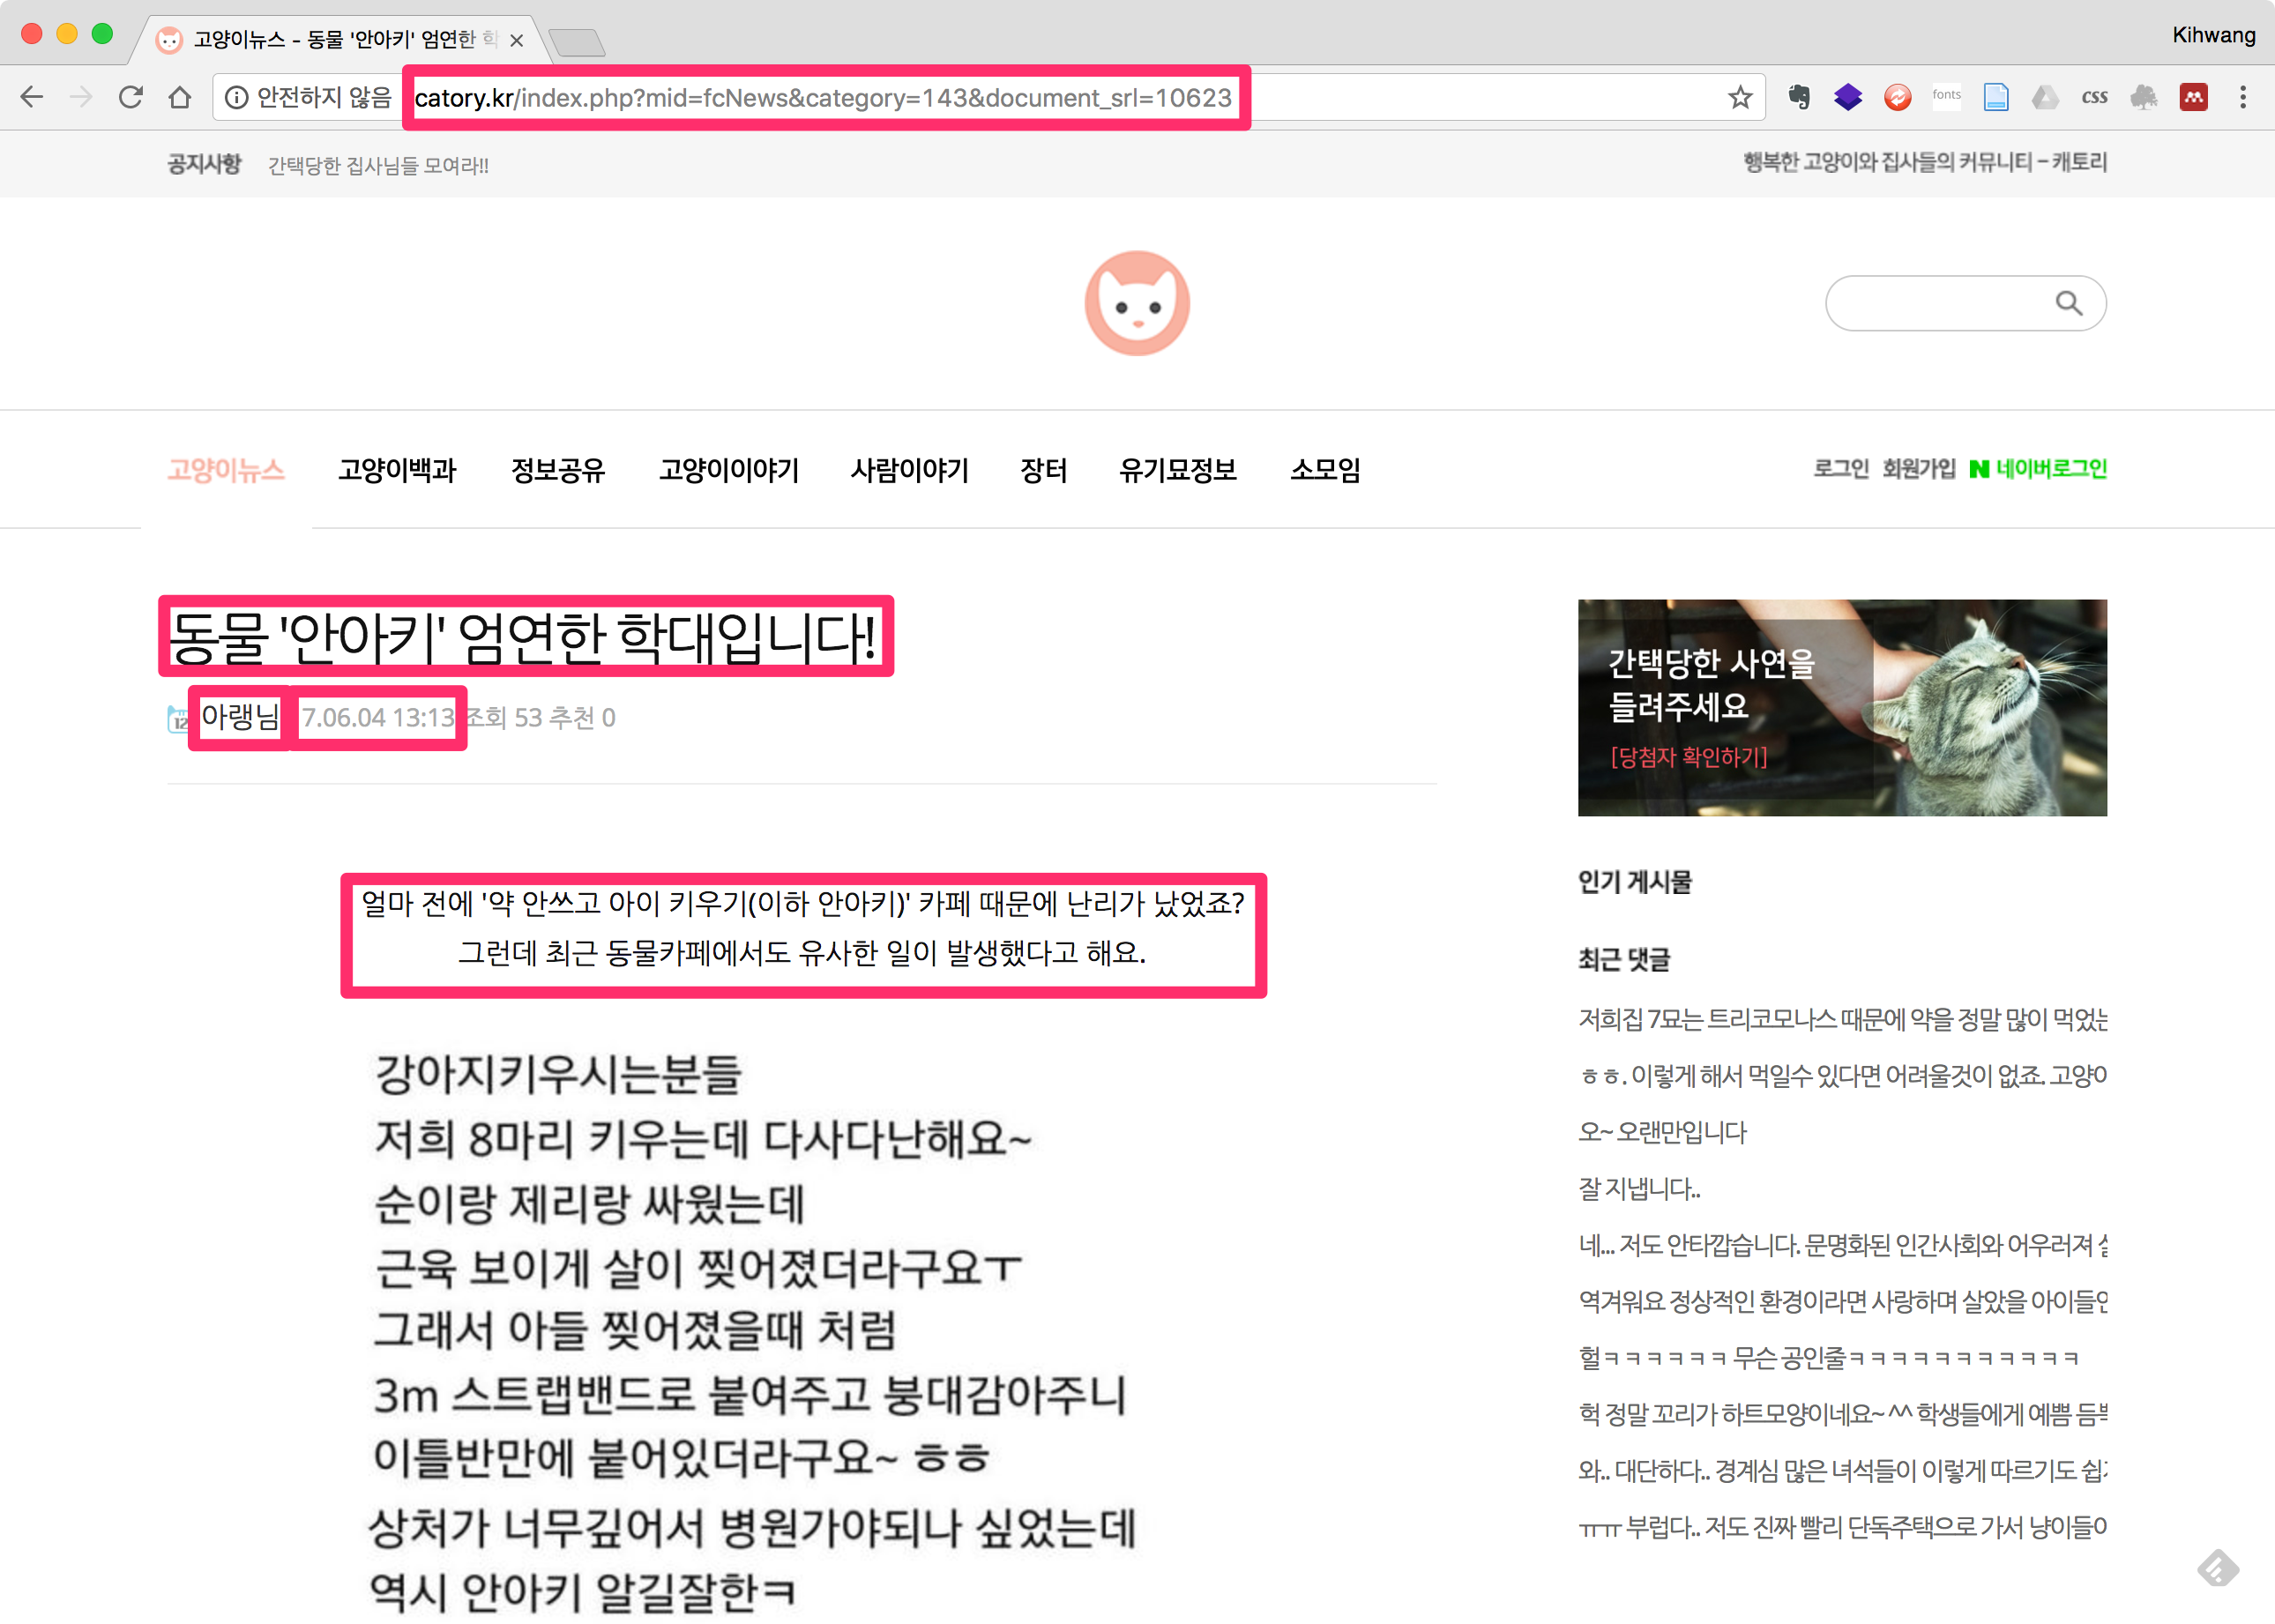 고양이뉴스 - 동물 '안아키' 엄연한 학
Kihwang
안전하지 않음
catory.kr/index.php?mid=fcNews&category=143&document_srl=10623
fonts
css
공지사항 간택당한 집사님들 모여라!!
행복한 고양이와 집사들의 커뮤니티 – 캐토리
고양이뉴스 고양이백과 정보공유 고양이이야기 사람이야기 장터 유기묘정보 소모임
로그인 회원가입 N 네이버로그인
동물 '안아키' 엄연한 학대입니다!
12 아랭님 7.06.04 13:13 조회 53 추천 0
얼마 전에 '약 안쓰고 아이 키우기(이하 안아키)' 카페 때문에 난리가 났었죠?
그런데 최근 동물카페에서도 유사한 일이 발생했다고 해요.
강아지키우시는분들
저희 8마리 키우는데 다사다난해요~
순이랑 제리랑 싸웠는데
근육 보이게 살이 찢어졌더라구요ㅜ
그래서 아들 찢어졌을때 처럼
3m 스트랩밴드로 붙여주고 붕대감아주니
이틀반만에 붙어있더라구요~ ㅎㅎ
상처가 너무깊어서 병원가야되나 싶었는데
역시 안아키 알길잘한ㅋ
간택당한 사연을
들려주세요
[당첨자 확인하기]
인기 게시물
최근 댓글
저희집 7묘는 트리코모나스 때문에 약을 정말 많이 먹었는
ㅎㅎ. 이렇게 해서 먹일수 있다면 어려울것이 없죠. 고양이
오~ 오랜만입니다
잘 지냅니다..
네... 저도 안타깝습니다. 문명화된 인간사회와 어우러져
역겨워요 정상적인 환경이라면 사랑하며 살았을 아이들인
헐ㅋㅋㅋㅋㅋㅋ 무슨 공인줄ㅋㅋㅋㅋㅋㅋㅋㅋㅋㅋㅋ
헉 정말 꼬리가 하트모양이네요~ ^^ 학생들에게 예쁨
와.. 대단하다.. 경계심 많은 녀석들이 이렇게 따르기도
ㅠㅠ 부럽다.. 저도 진짜 빨리 단독주택으로 가서 냥이들이